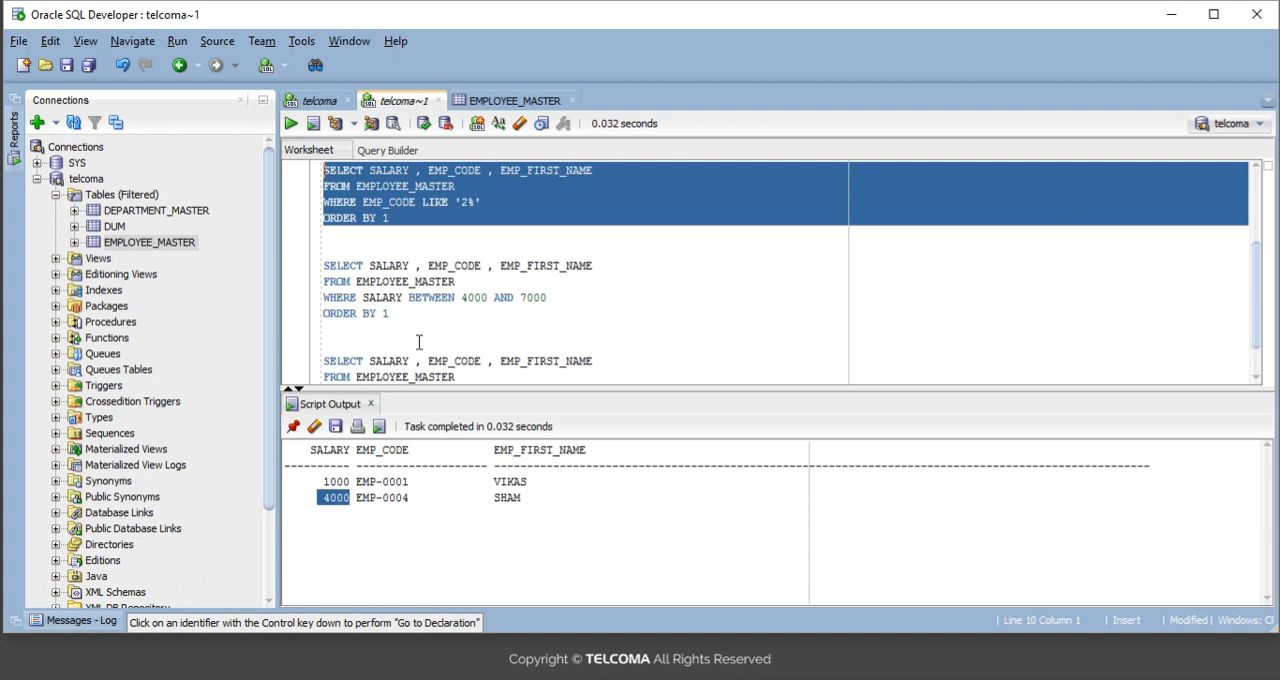 Oracle SQL Developer : telcoma~1
File Edit View Navigate Run Source Team Tools Window Help
Reports
Connections
telcoma
telcoma~1
EMPLOYEE_MASTER
0.032 seconds
telcoma
Worksheet
Query Builder
Connections
SYS
telcoma
Tables (Filtered)
DEPARTMENT_MASTER
DUM
EMPLOYEE_MASTER
Views
Editioning Views
Indexes
Packages
Procedures
Functions
Queues
Queues Tables
Triggers
Crossedition Triggers
Types
Sequences
Materialized Views
Materialized View Logs
Synonyms
Public Synonyms
Database Links
Public Database Links
Directories
Editions
Java
XML Schemas
XML DB Repository
SELECT SALARY , EMP_CODE , EMP_FIRST_NAME
FROM EMPLOYEE_MASTER
WHERE EMP_CODE LIKE '2%'
ORDER BY 1
SELECT SALARY , EMP_CODE , EMP_FIRST_NAME
FROM EMPLOYEE_MASTER
WHERE SALARY BETWEEN 4000 AND 7000
ORDER BY 1
SELECT SALARY , EMP_CODE , EMP_FIRST_NAME
FROM EMPLOYEE_MASTER
Script Output
Task completed in 0.032 seconds
SALARY EMP_CODE EMP_FIRST_NAME
1000 EMP-0001 VIKAS
4000 EMP-0004 SHAM
Messages - Log
Click on an identifier with the Control key down to perform "Go to Declaration"
Line 10 Column 1
Insert
Modified
Windows: CF
Copyright © TELCOMA All Rights Reserved